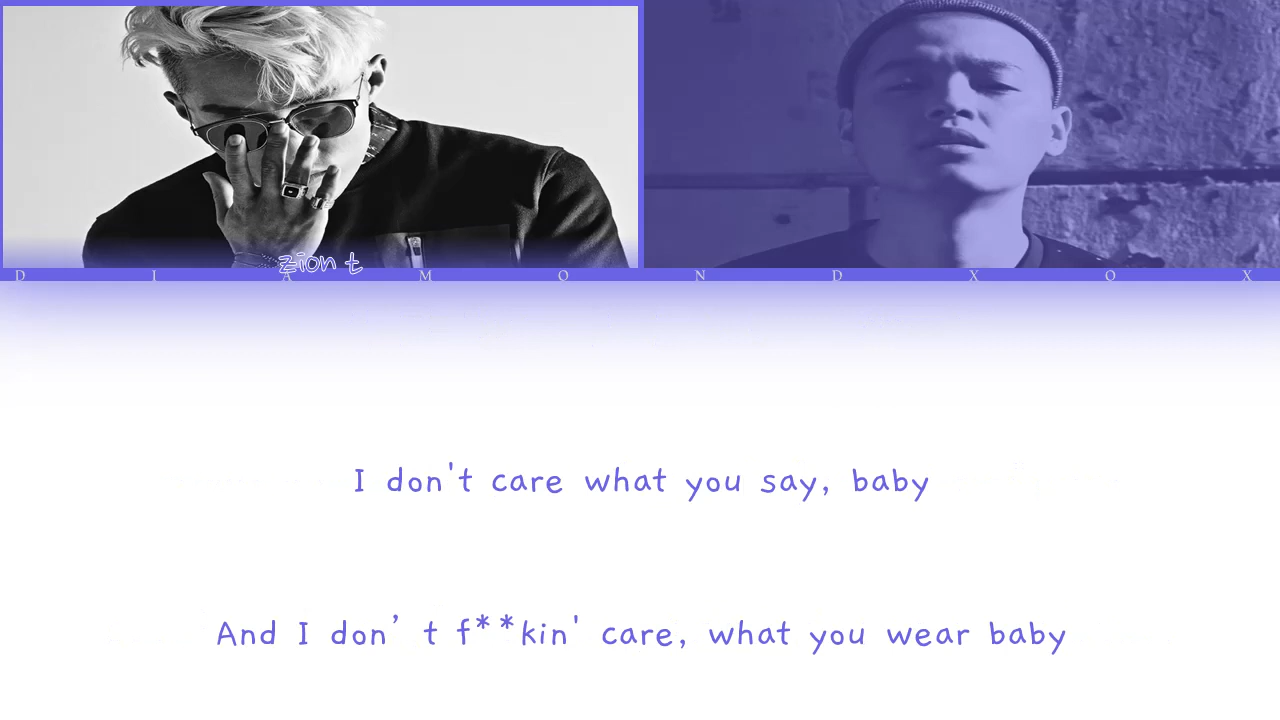 zion t
D I A M O N D X O X
I don't care what you say, baby
And I don’ t f**kin' care, what you wear baby